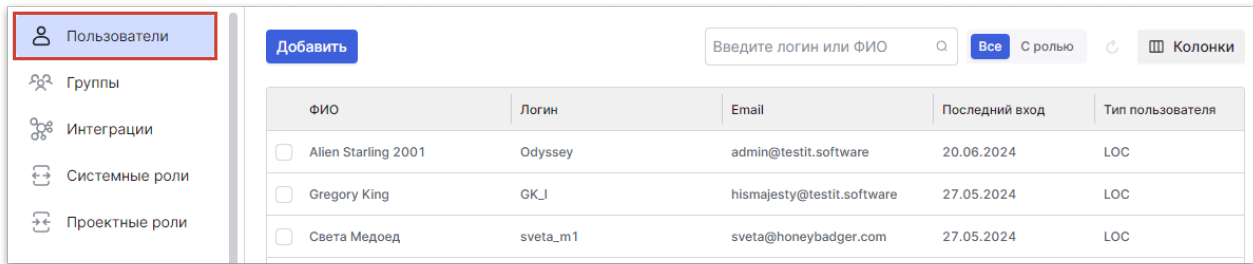 Пользователи
Группы
Интеграции
Системные роли
Проектные роли
Добавить Введите логин или ФИО Все С ролью Колонки
ФИО Логин Email Последний вход Тип пользователя
Alien Starling 2001 Odyssey admin@testit.software 20.06.2024 LOC
Gregory King GK_I hismajesty@testit.software 27.05.2024 LOC
Света Медоед sveta_m1 sveta@honeybadger.com 27.05.2024 LOC